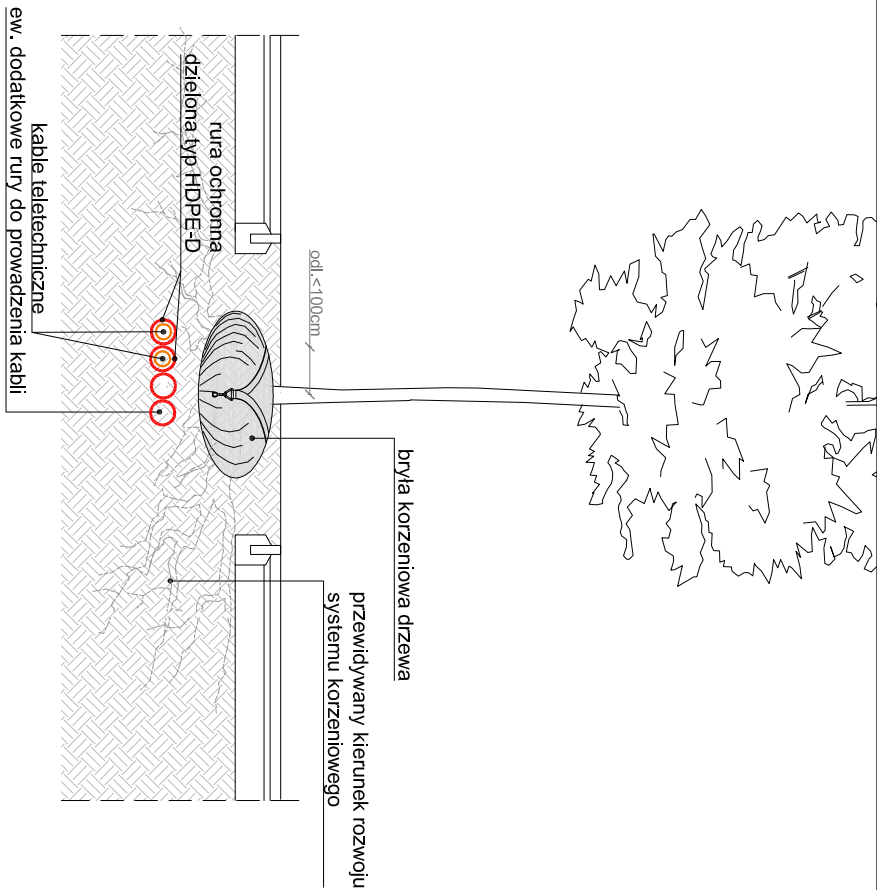 odl.<100cm
bryła korzeniowa drzewa
przewidywany kierunek rozwoju
systemu korzeniowego
rura ochronna
dzielona typ HDPE-D
kable teletechniczne
ew. dodatkowe rury do prowadzenia kabli